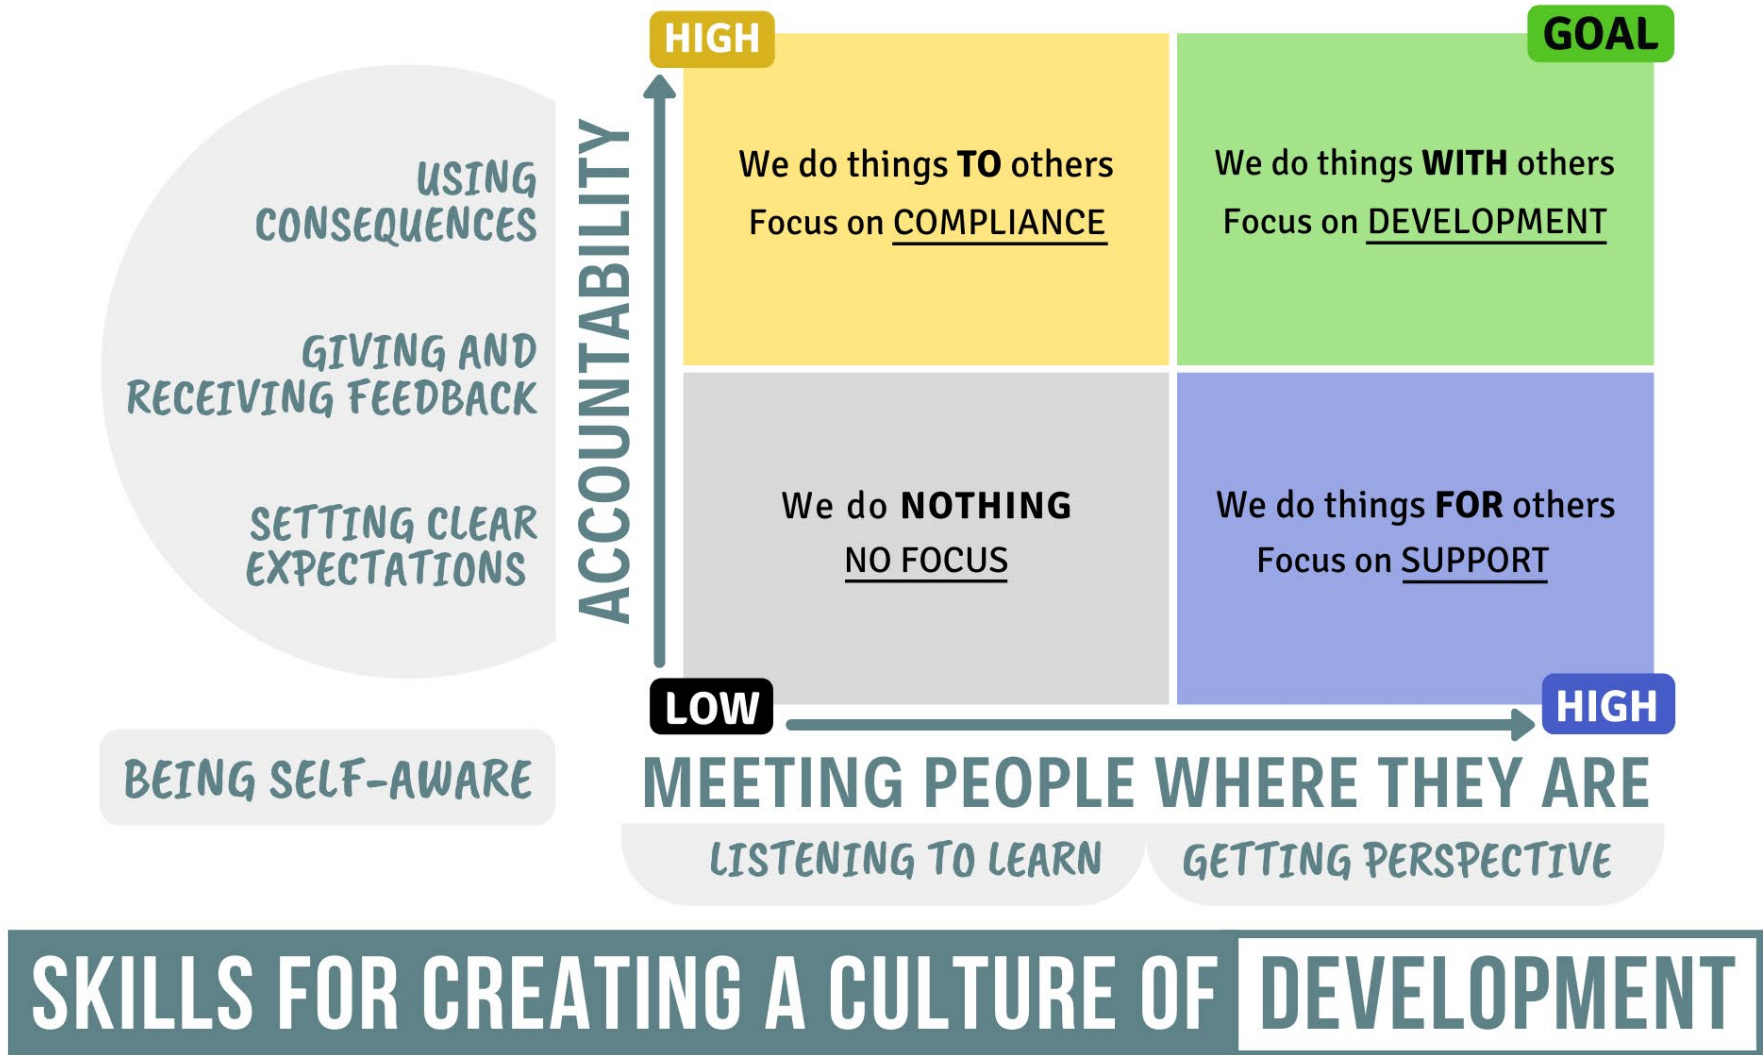 HIGH
GOAL
USING
CONSEQUENCES
GIVING AND
RECEIVING FEEDBACK
SETTING CLEAR
EXPECTATIONS
ACCOUNTABILITY
We do things TO others
Focus on COMPLIANCE
We do things WITH others
Focus on DEVELOPMENT
We do NOTHING
NO FOCUS
We do things FOR others
Focus on SUPPORT
LOW
HIGH
BEING SELF-AWARE
MEETING PEOPLE WHERE THEY ARE
LISTENING TO LEARN
GETTING PERSPECTIVE
SKILLS FOR CREATING A CULTURE OF DEVELOPMENT